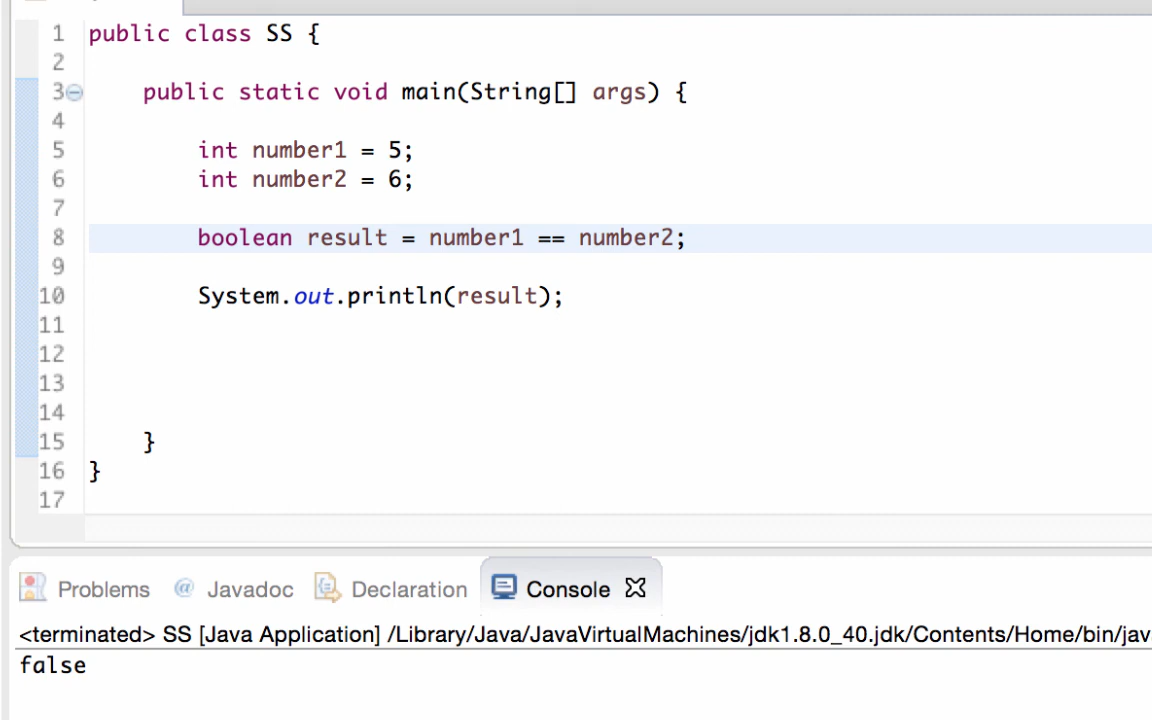 1 public class SS {
2
3 public static void main(String[] args) {
4
5 int number1 = 5;
6 int number2 = 6;
7
8 boolean result = number1 == number2;
9
10 System.out.println(result);
11
12
13
14
15 }
16 }
17
Problems @ Javadoc Declaration Console
<terminated> SS [Java Application] /Library/Java/JavaVirtualMachines/jdk1.8.0_40.jdk/Contents/Home/bin/jav
false